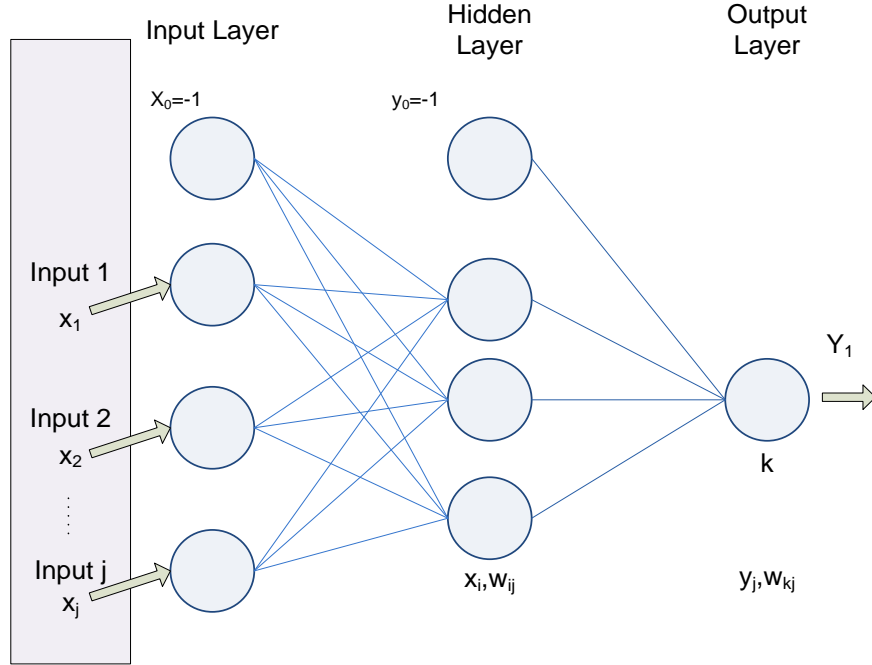 Input Layer
Hidden
Layer
Output
Layer
X₀=-1
y₀=-1
Input 1
x₁
Input 2
x₂
......
Input j
xⱼ
Y₁
k
xᵢ,wᵢⱼ
yⱼ,wₖⱼ